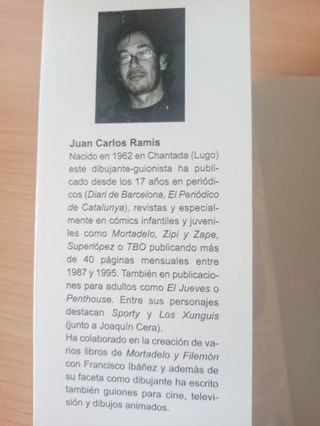 Juan Carlos Ramis
Nacido en 1962 en Chantada (Lugo)
este dibujante-guionista ha publi-
cado desde los 17 años en periódi-
cos (Diari de Barcelona, El Periódico
de Catalunya), revistas y especial-
mente en cómics infantiles y juveni-
les como Mortadelo, Zipi y Zape,
Superlópez o TBO publicando más
de 40 páginas mensuales entre
1987 y 1995. También en publicacio-
nes para adultos como El Jueves o
Penthouse. Entre sus personajes
destacan Sporty y Los Xunguis
(junto a Joaquín Cera).
Ha colaborado en la creación de va-
rios libros de Mortadelo y Filemón
con Francisco Ibáñez y además de
su faceta como dibujante ha escrito
también guiones para cine, televi-
sión y dibujos animados.